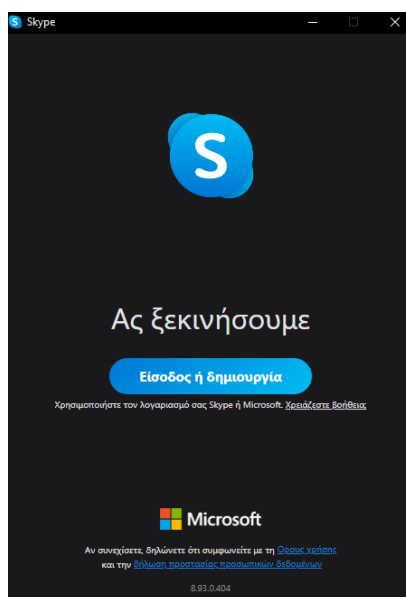 Skype
Ας ξεκινήσουμε
Είσοδος ή δημιουργία
Χρησιμοποιήστε τον λογαριασμό σας Skype ή Microsoft. Χρειάζεστε βοήθεια;
Microsoft
Αν συνεχίσετε, δηλώνετε ότι συμφωνείτε με τη Όρους χρήσης
και την δήλωση προστασίας προσωπικών δεδομένων
8.93.0.404